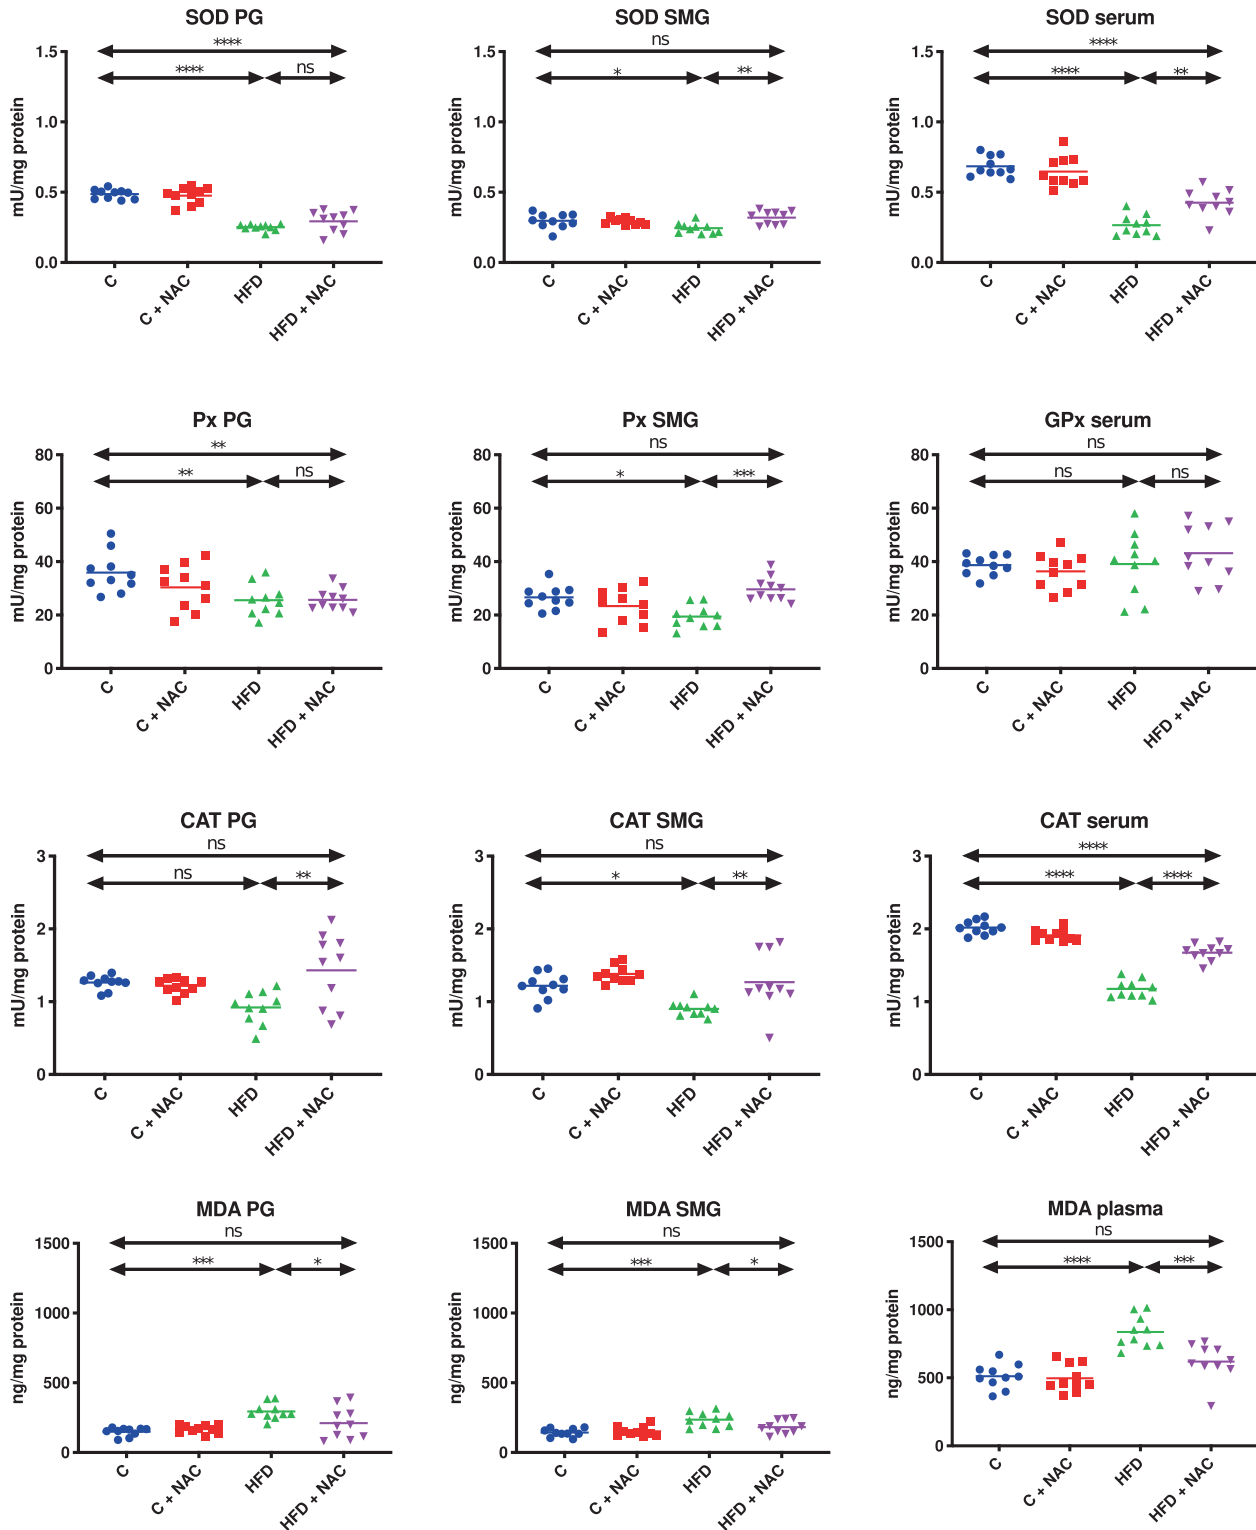 SOD PG
****
**** ns
1.5
1.0
0.5
0.0
mU/mg protein
C
C + NAC
HFD
HFD + NAC
SOD SMG
ns
* **
1.5
1.0
0.5
0.0
mU/mg protein
C
C + NAC
HFD
HFD + NAC
SOD serum
****
**** **
1.5
1.0
0.5
0.0
mU/mg protein
C
C + NAC
HFD
HFD + NAC
Px PG
**
** ns
80
60
40
20
0
mU/mg protein
C
C + NAC
HFD
HFD + NAC
Px SMG
ns
* ***
80
60
40
20
0
mU/mg protein
C
C + NAC
HFD
HFD + NAC
GPx serum
ns
ns ns
80
60
40
20
0
mU/mg protein
C
C + NAC
HFD
HFD + NAC
CAT PG
ns
ns **
3
2
1
0
mU/mg protein
C
C + NAC
HFD
HFD + NAC
CAT SMG
ns
* **
3
2
1
0
mU/mg protein
C
C + NAC
HFD
HFD + NAC
CAT serum
****
**** ****
3
2
1
0
mU/mg protein
C
C + NAC
HFD
HFD + NAC
MDA PG
ns
*** *
1500
1000
500
0
ng/mg protein
C
C + NAC
HFD
HFD + NAC
MDA SMG
ns
*** *
1500
1000
500
0
ng/mg protein
C
C + NAC
HFD
HFD + NAC
MDA plasma
ns
**** ***
1500
1000
500
0
ng/mg protein
C
C + NAC
HFD
HFD + NAC